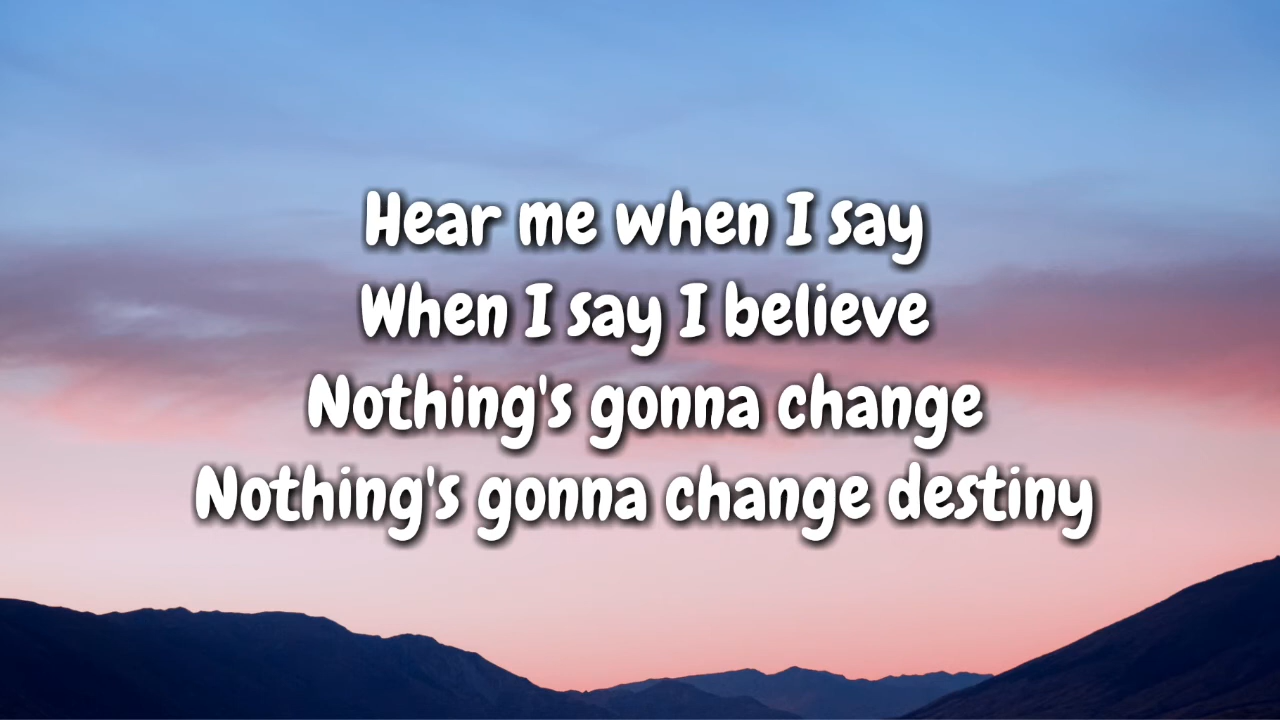 Hear me when I say
When I say I believe
Nothing's gonna change
Nothing's gonna change destiny